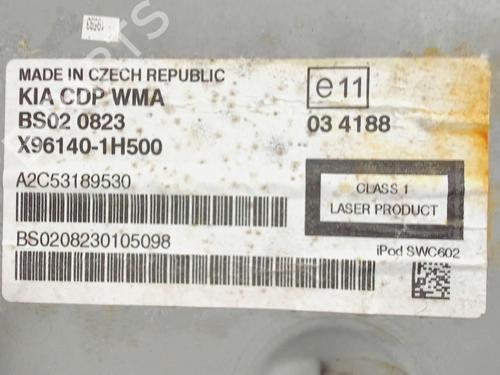 MADE IN CZECH REPUBLIC
KIA CDP WMA
BS02 0823
X96140-1H500
e11
03 4188
A2C53189530
CLASS 1
LASER PRODUCT
BS0208230105098
iPod SWC602